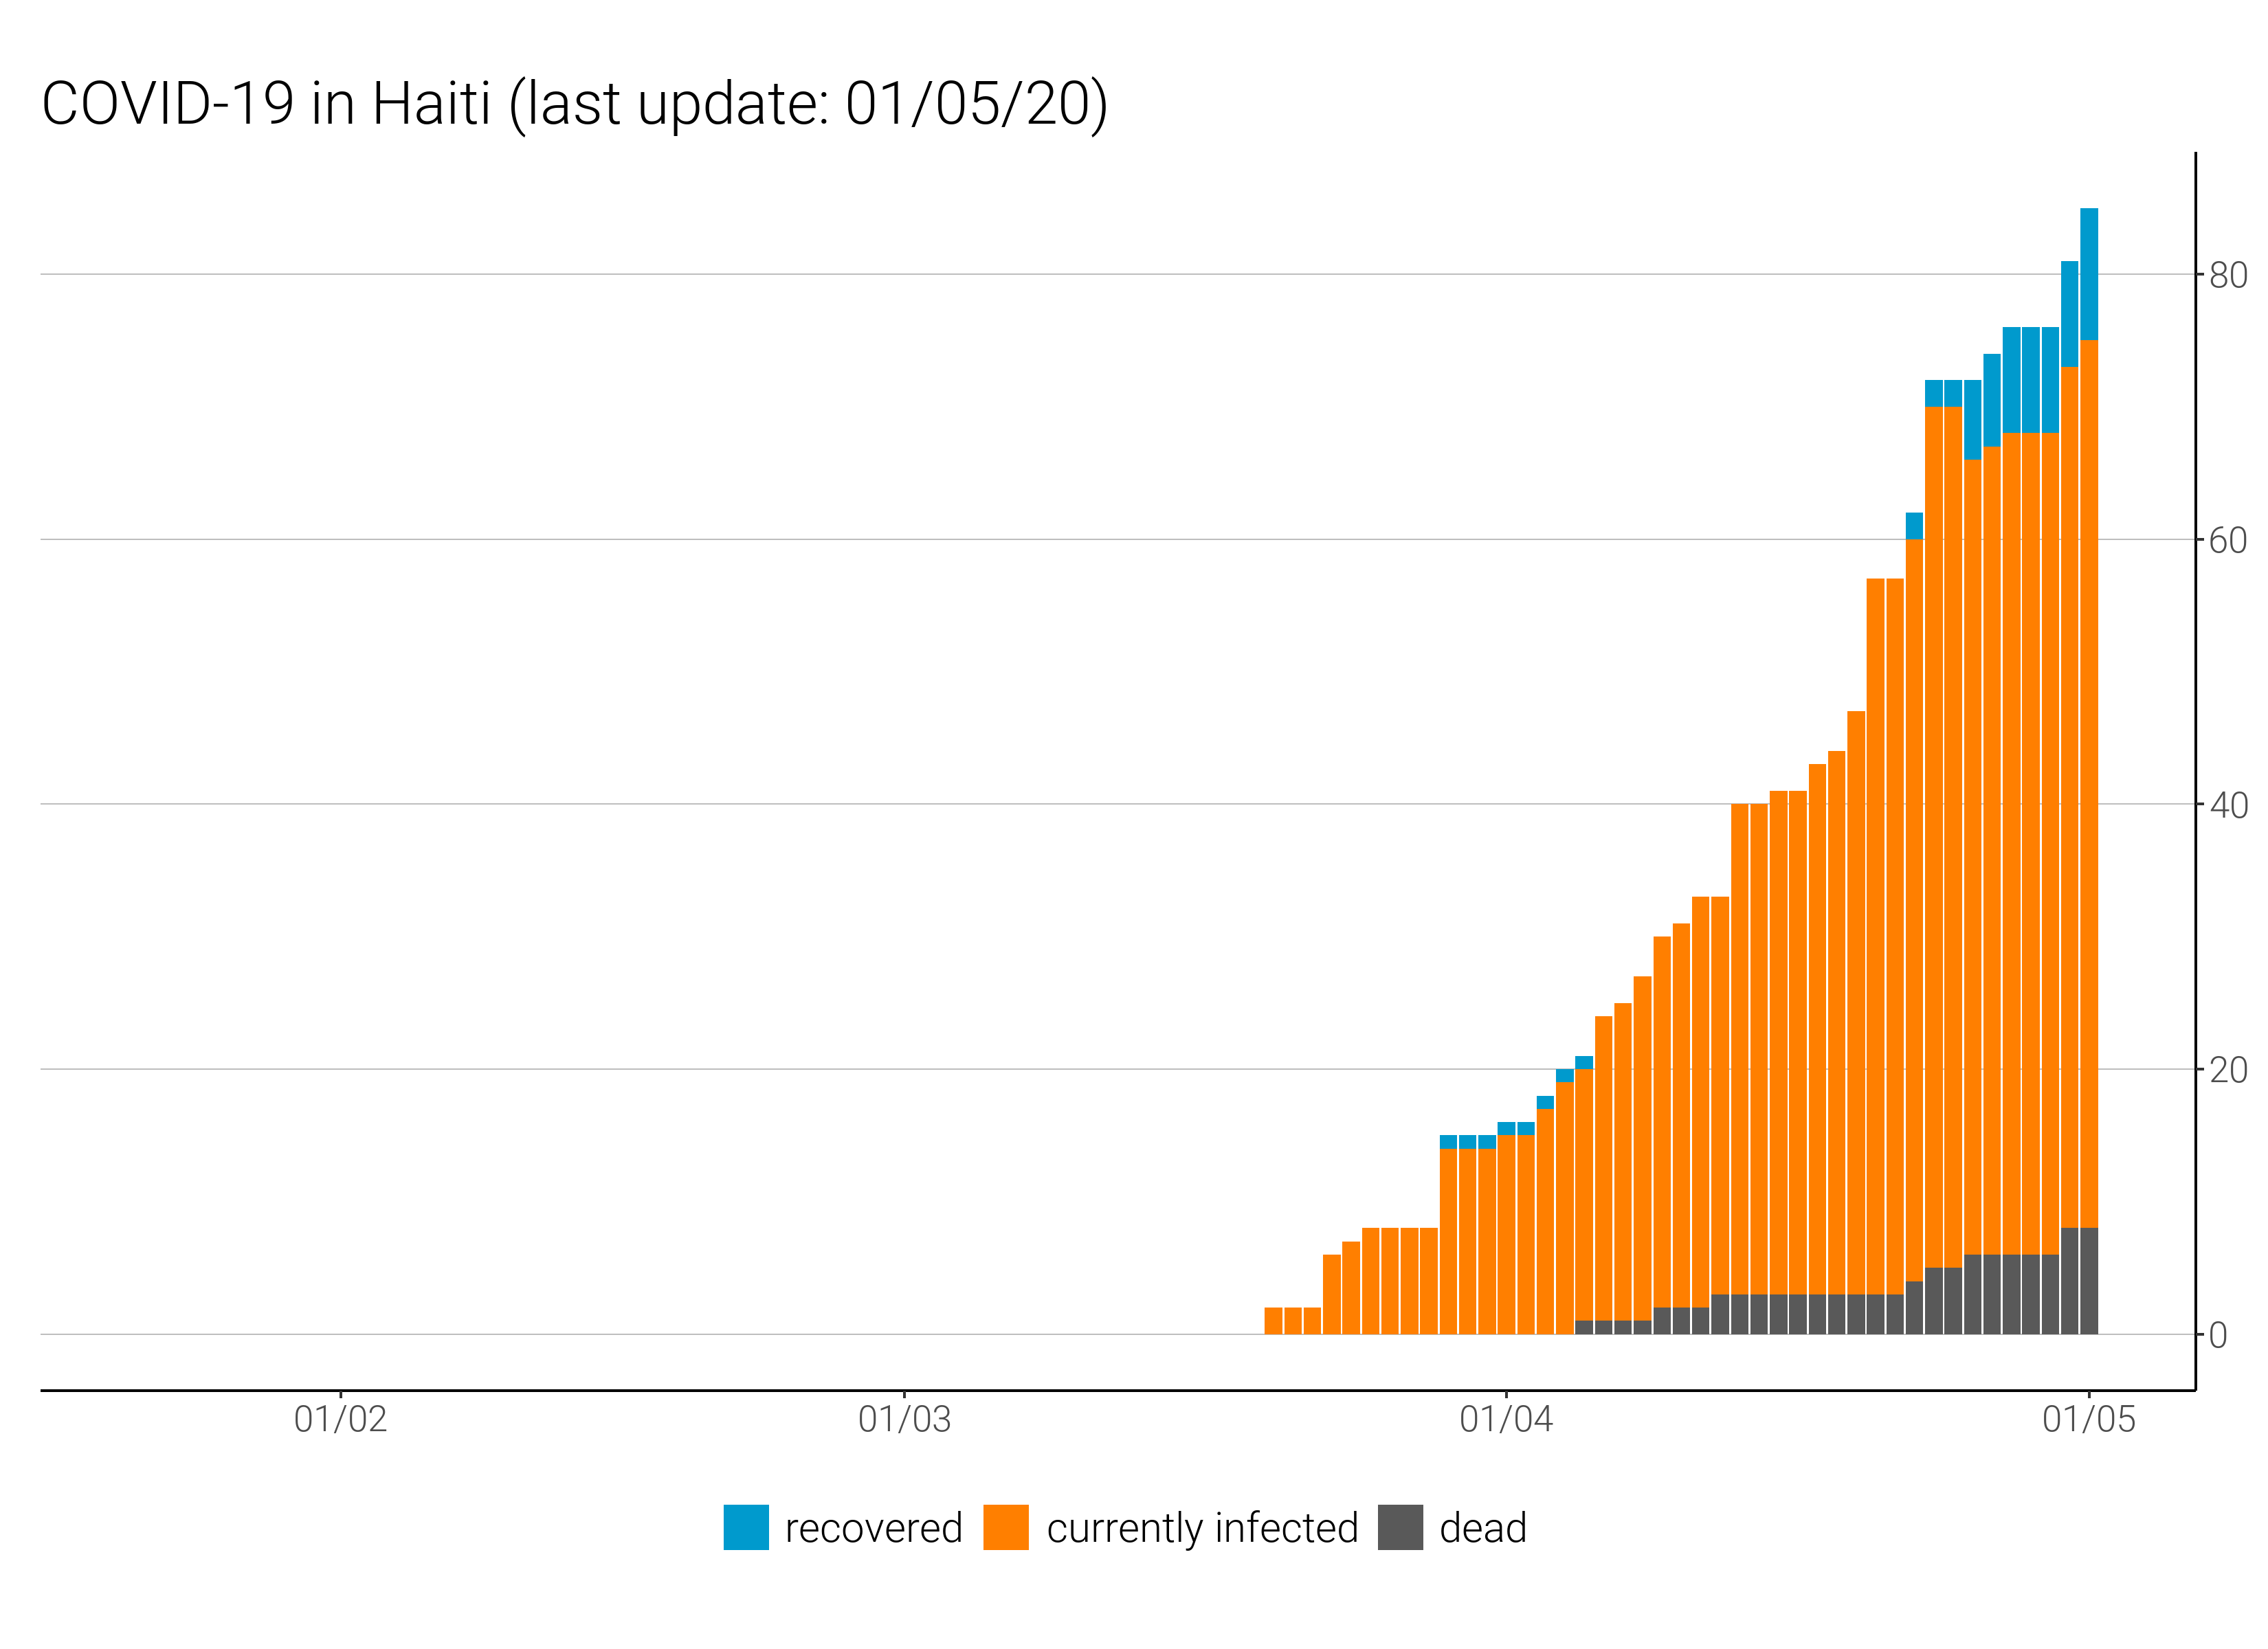 COVID-19 in Haiti (last update: 01/05/20)
80
60
40
20
0
01/02 01/03 01/04 01/05
recovered currently infected dead